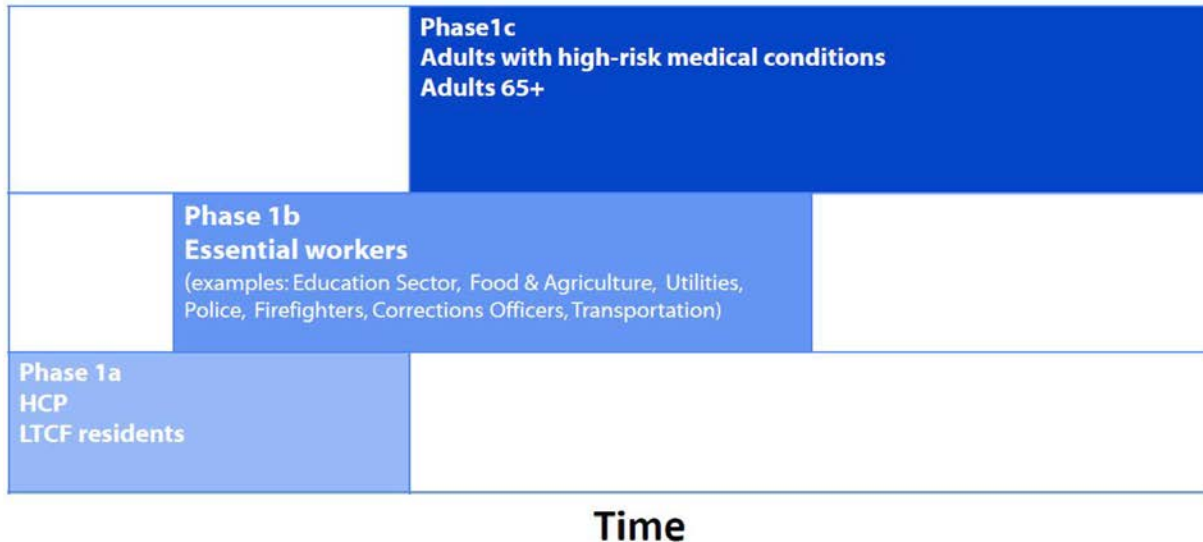 Phase1c
Adults with high-risk medical conditions
Adults 65+
Phase 1b
Essential workers
(examples: Education Sector, Food & Agriculture, Utilities,
Police, Firefighters, Corrections Officers, Transportation)
Phase 1a
HCP
LTCF residents
Time